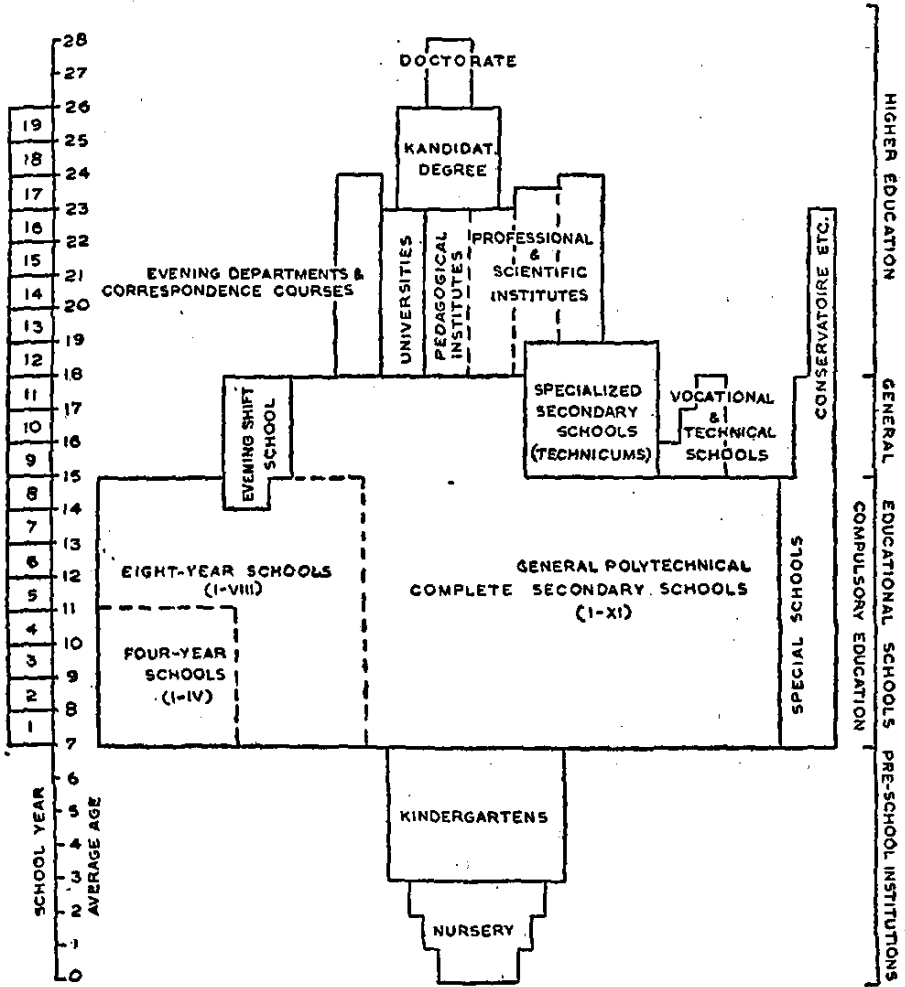 28
27
26
25
24
23
22
21
20
19
18
17
16
15
14
13
12
11
10
9
8
7
6
5
4
3
2
1
0
19
18
17
16
15
14
13
12
11
10
9
8
7
6
5
4
3
2
1
SCHOOL YEAR
AVERAGE AGE
DOCTORATE
KANDIDAT.
DEGREE
EVENING DEPARTMENTS &
CORRESPONDENCE COURSES
UNIVERSITIES
PEDAGOGICAL
INSTITUTES
PROFESSIONAL
&
SCIENTIFIC
INSTITUTES
CONSERVATOIRE ETC.
EVENING SHIFT
SCHOOL
SPECIALIZED
SECONDARY
SCHOOLS
(TECHNICUMS)
VOCATIONAL
&
TECHNICAL
SCHOOLS
EIGHT-YEAR SCHOOLS
(I-VIII)
FOUR-YEAR
SCHOOLS
(I-IV)
GENERAL POLYTECHNICAL
COMPLETE SECONDARY SCHOOLS
(I-XI)
SPECIAL SCHOOLS
KINDERGARTENS
NURSERY
HIGHER EDUCATION
GENERAL
EDUCATIONAL SCHOOLS
COMPULSORY EDUCATION
PRE-SCHOOL INSTITUTIONS